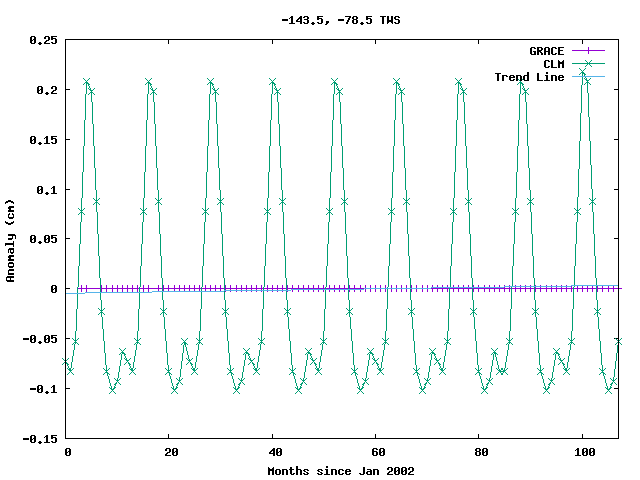 -143.5, -78.5 TWS
GRACE
CLM
Trend Line
0.25
0.2
0.15
0.1
0.05
0
-0.05
-0.1
-0.15
Anomaly (cm)
0 20 40 60 80 100
Months since Jan 2002